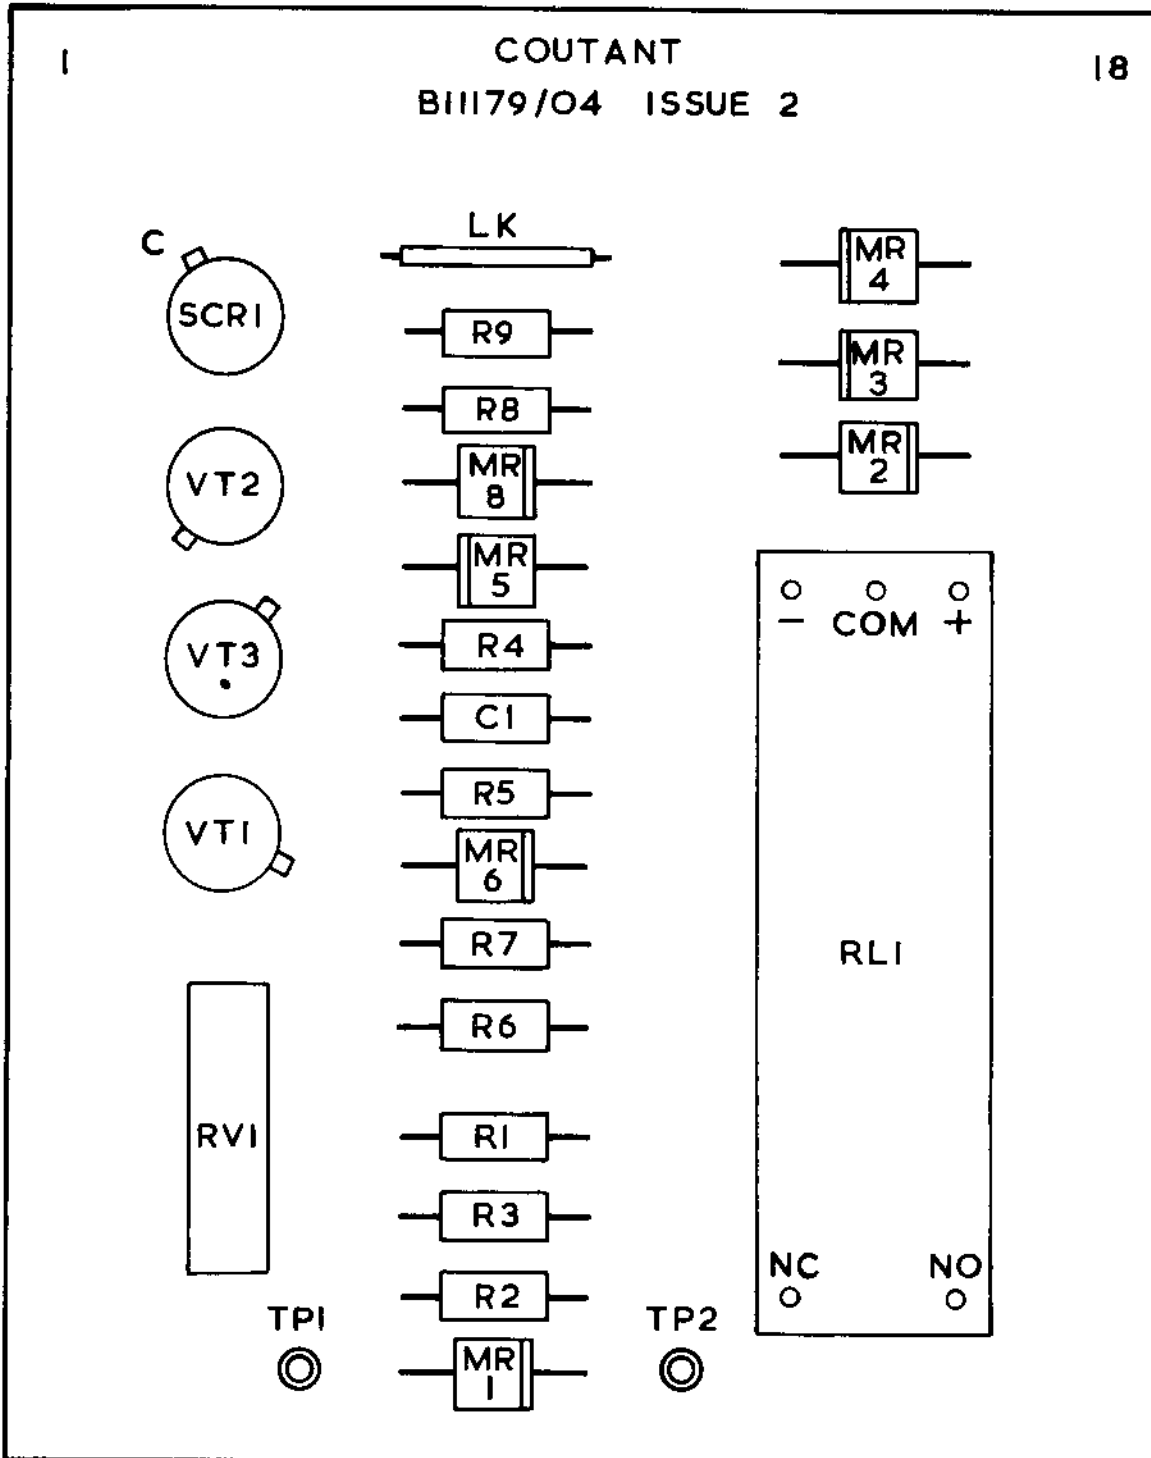 1
COUTANT
18
B11179/04 ISSUE 2
C
LK
SCR1
MR
4
R9
MR
3
R8
MR
2
VT2
MR
8
MR
5
- COM +
R4
VT3
C1
R5
VT1
MR
6
R7
RL1
R6
RV1
R1
R3
NC
NO
R2
TP1
TP2
MR
1